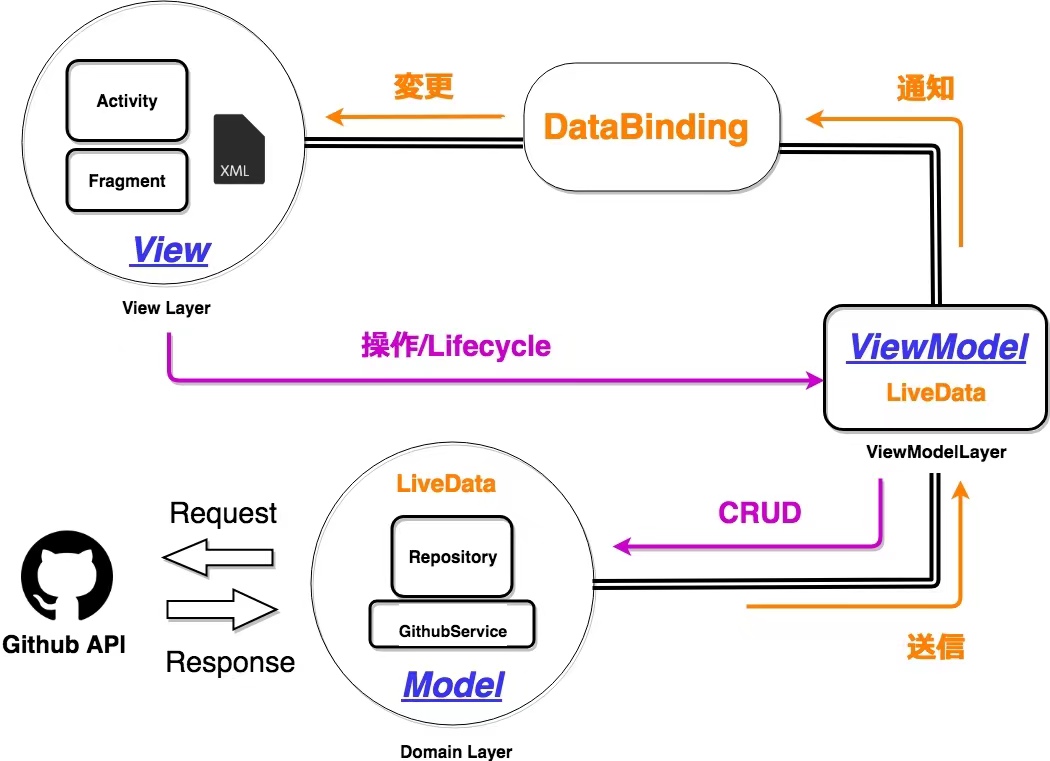 Activity
Fragment
XML
View
View Layer
変更
DataBinding
通知
操作/Lifecycle
ViewModel
LiveData
ViewModelLayer
CRUD
送信
LiveData
Repository
GithubService
Model
Domain Layer
Request
Response
Github API